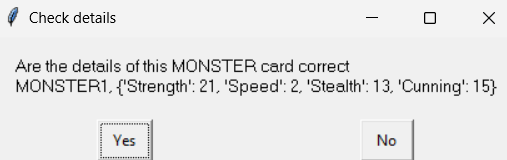 Check details
Are the details of this MONSTER card correct
MONSTER1, {'Strength': 21, 'Speed': 2, 'Stealth': 13, 'Cunning': 15}
Yes No